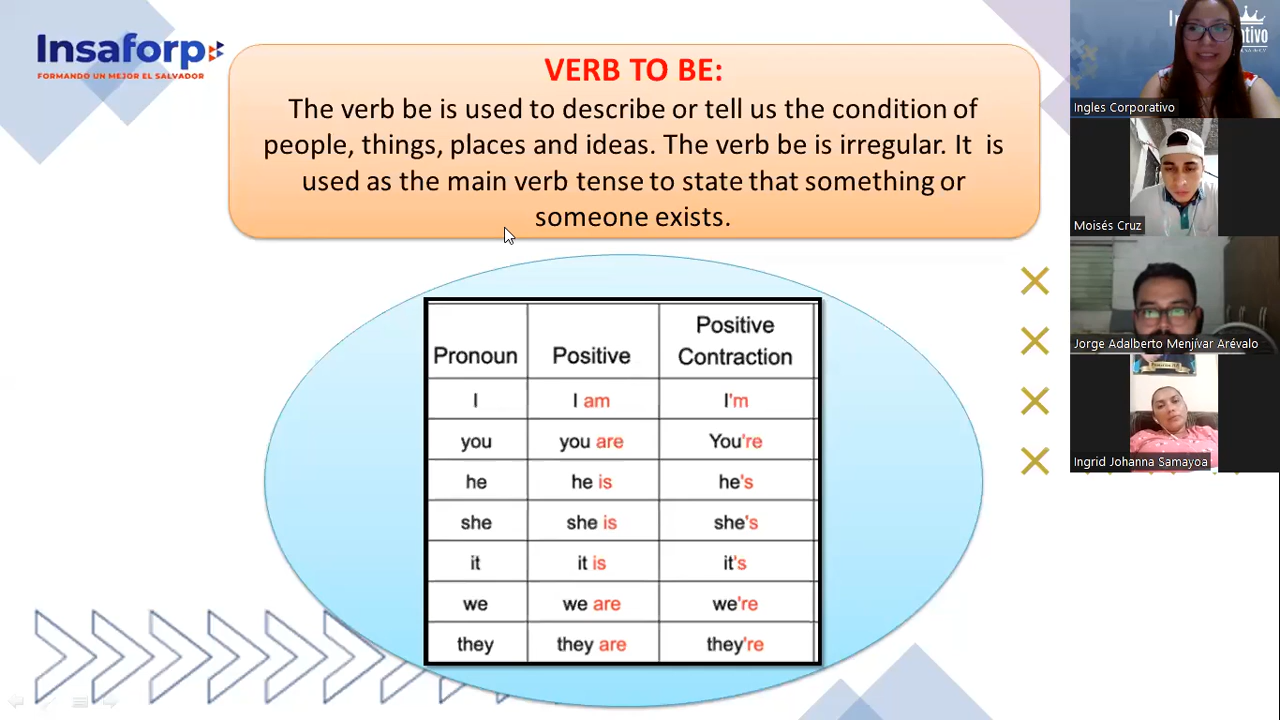 Insaforp
FORMANDO UN MEJOR EL SALVADOR
VERB TO BE:
The verb be is used to describe or tell us the condition of
people, things, places and ideas. The verb be is irregular. It is
used as the main verb tense to state that something or
someone exists.
Pronoun Positive Positive Contraction
I I am I'm
you you are You're
he he is he's
she she is she's
it it is it's
we we are we're
they they are they're
Ingles Corporativo
Moisés Cruz
Jorge Adalberto Menjívar Arévalo
Ingrid Johanna Samayoa